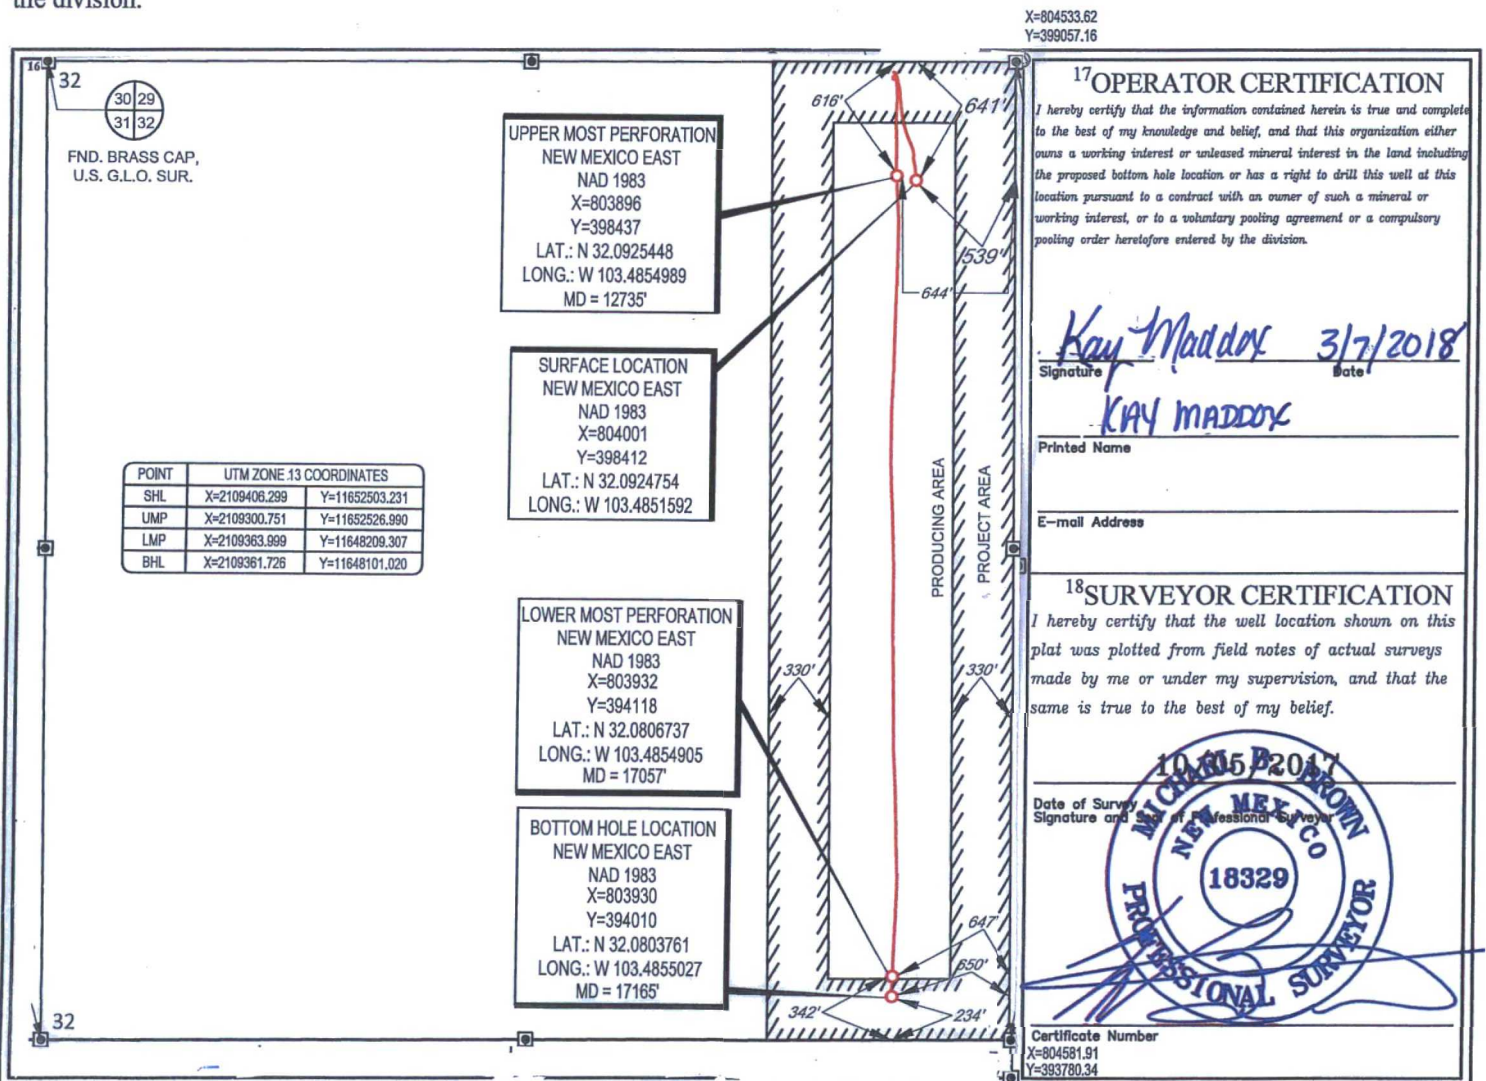 the division.
X=804533.62
Y=399057.16
16
32
30 29
31 32
FND. BRASS CAP,
U.S. G.L.O. SUR.
UPPER MOST PERFORATION
NEW MEXICO EAST
NAD 1983
X=803896
Y=398437
LAT.: N 32.0925448
LONG.: W 103.4854989
MD = 12735'
SURFACE LOCATION
NEW MEXICO EAST
NAD 1983
X=804001
Y=398412
LAT.: N 32.0924754
LONG.: W 103.4851592
POINT UTM ZONE 13 COORDINATES
SHL X=2109406.299 Y=11652503.231
UMP X=2109300.751 Y=11652526.990
LMP X=2109363.999 Y=11648209.307
BHL X=2109361.726 Y=11648101.020
LOWER MOST PERFORATION
NEW MEXICO EAST
NAD 1983
X=803932
Y=394118
LAT.: N 32.0806737
LONG.: W 103.4854905
MD = 17057'
BOTTOM HOLE LOCATION
NEW MEXICO EAST
NAD 1983
X=803930
Y=394010
LAT.: N 32.0803761
LONG.: W 103.4855027
MD = 17165'
32
616'
641'
539'
644'
PRODUCING AREA
PROJECT AREA
330'
330'
647'
650'
342'
234'
17 OPERATOR CERTIFICATION
I hereby certify that the information contained herein is true and complete
to the best of my knowledge and belief, and that this organization either
owns a working interest or unleased mineral interest in the land including
the proposed bottom hole location or has a right to drill this well at this
location pursuant to a contract with an owner of such a mineral or
working interest, or to a voluntary pooling agreement or a compulsory
pooling order heretofore entered by the division.
Kay Maddox 3/7/2018
Signature Date
KAY MADDOX
Printed Name
E-mail Address
18 SURVEYOR CERTIFICATION
I hereby certify that the well location shown on this
plat was plotted from field notes of actual surveys
made by me or under my supervision, and that the
same is true to the best of my belief.
10/05/2017
Date of Survey
Signature and Seal of Professional Surveyor
MICHAEL B. BROWN
NEW MEXICO
18329
PROFESSIONAL SURVEYOR
Certificate Number
X=804581.91
Y=393780.34